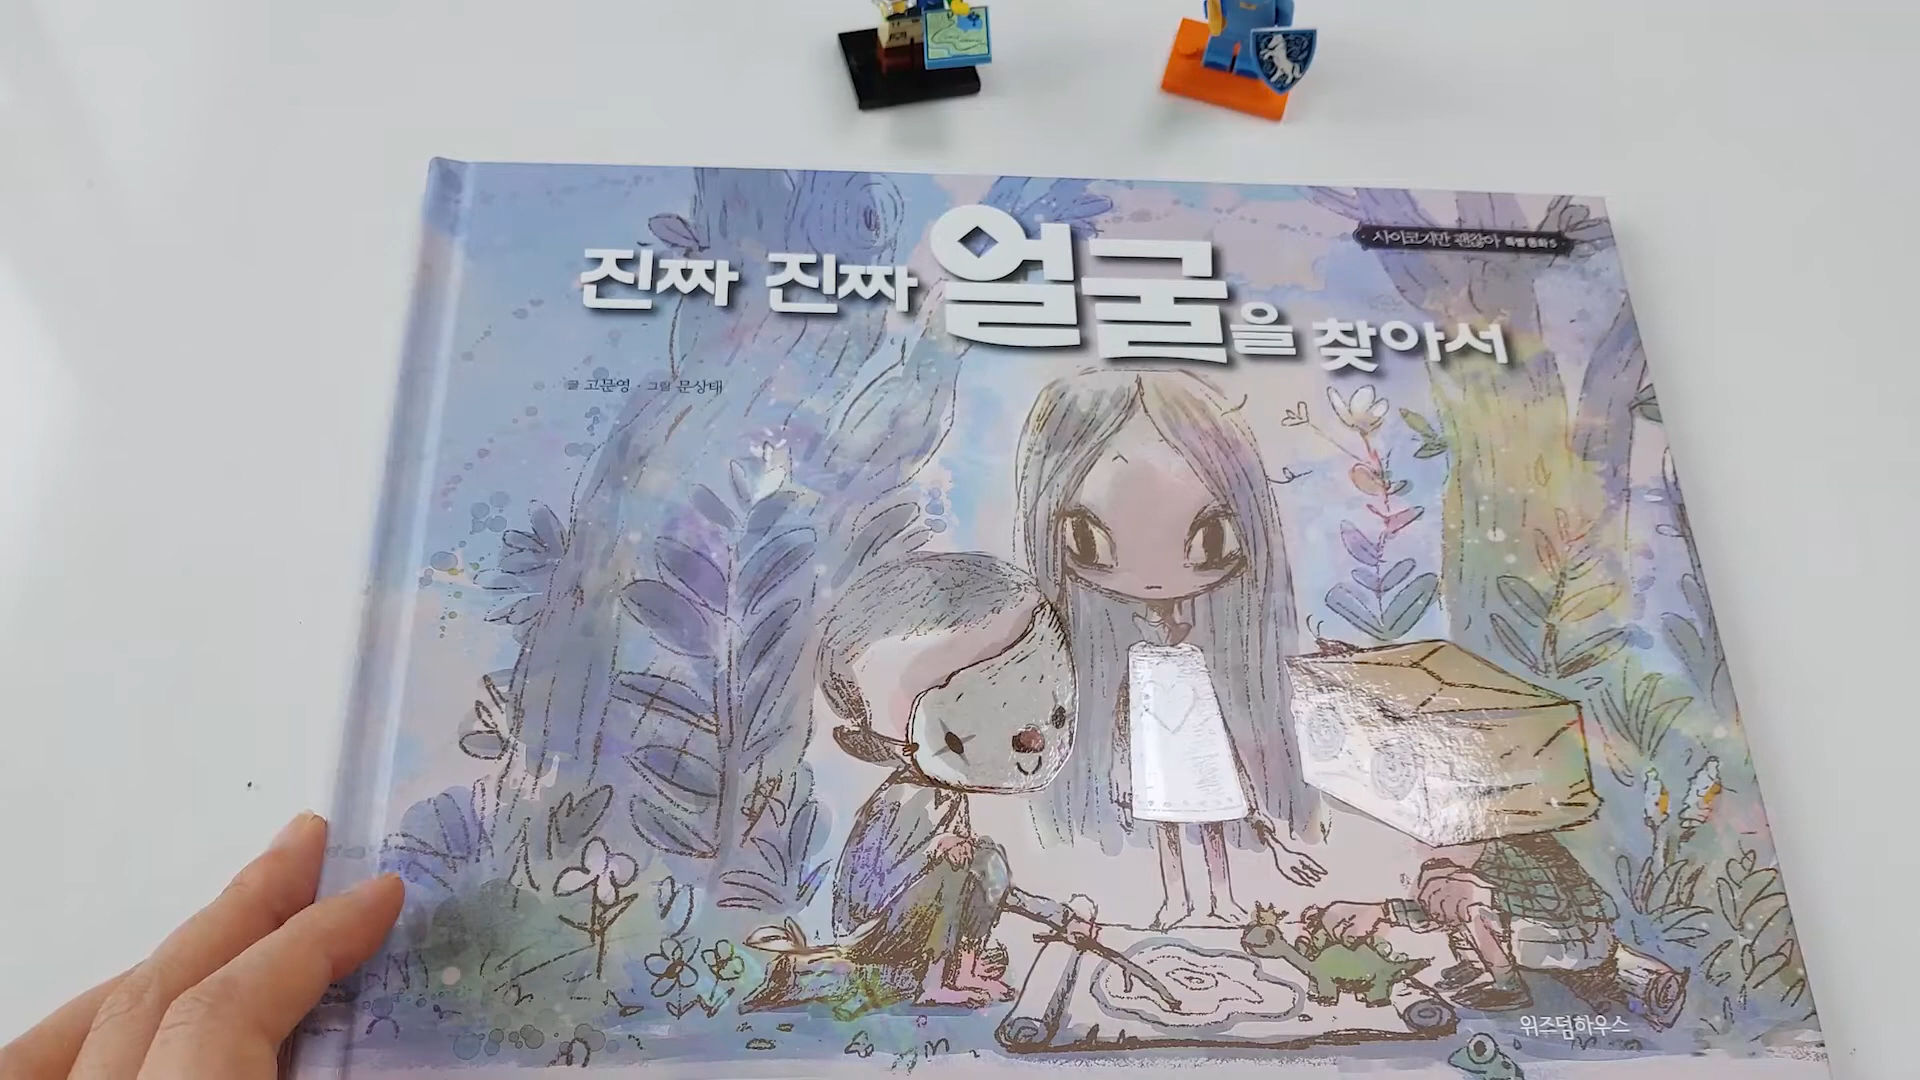 사이코지만 괜찮아 특별 동화 5
진짜 진짜 얼굴을 찾아서
글 고문영 · 그림 문상태
위즈덤하우스